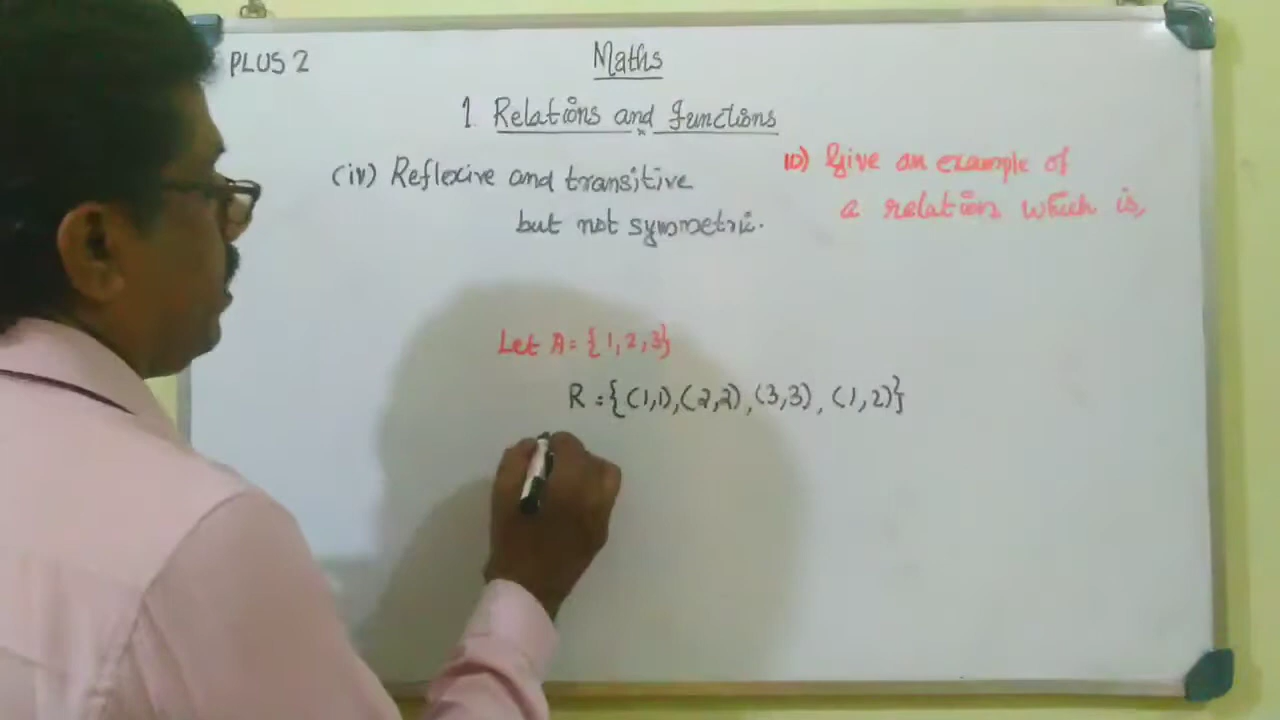 PLUS 2
Maths
1. Relations and Functions
(iv) Reflexive and transitive
but not symmetric.
10) Give an example of
a relation which is,
Let A = { 1, 2, 3}
R = {(1,1),(2,2),(3,3),(1,2)}